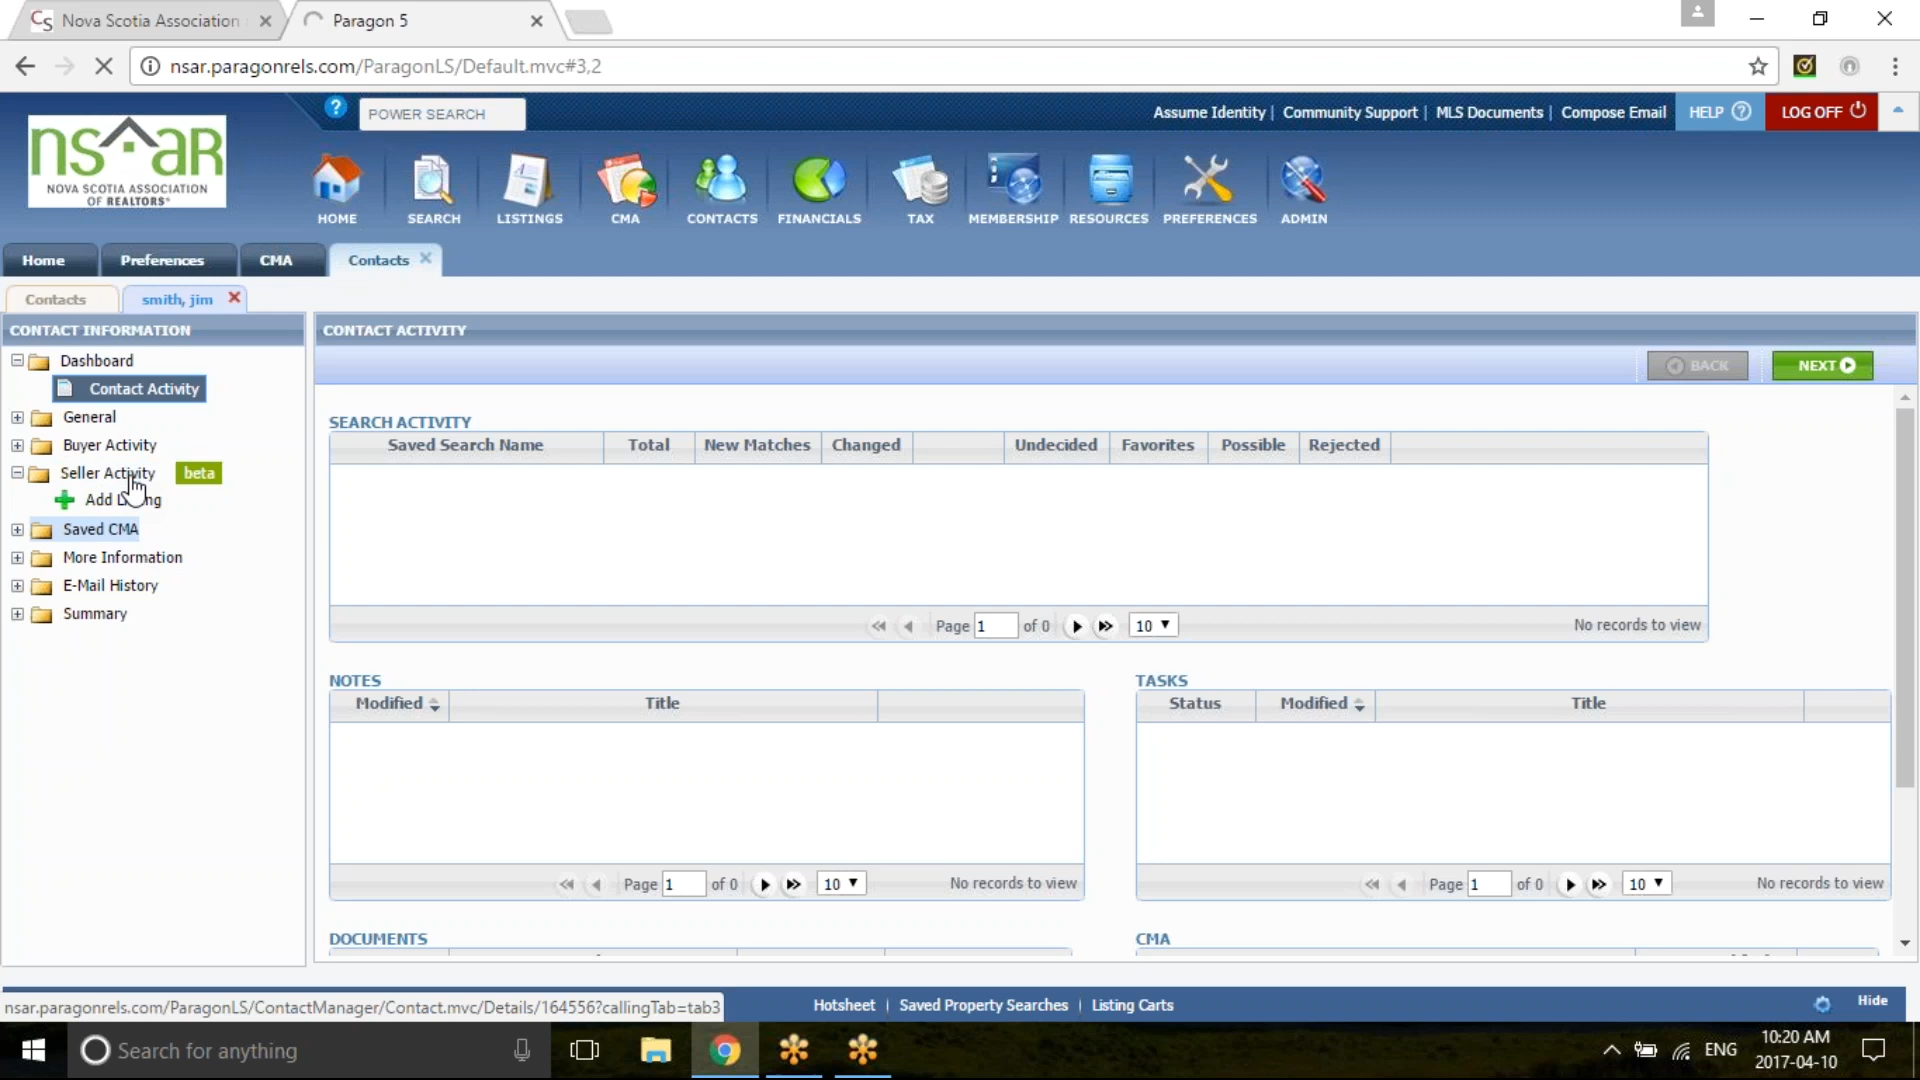 Nova Scotia Association
Paragon 5
nsar.paragonrels.com/ParagonLS/Default.mvc#3,2
POWER SEARCH
Assume Identity | Community Support | MLS Documents | Compose Email
HELP ?
LOG OFF
nsaR
NOVA SCOTIA ASSOCIATION
OF REALTORS®
HOME
SEARCH
LISTINGS
CMA
CONTACTS
FINANCIALS
TAX
MEMBERSHIP
RESOURCES
PREFERENCES
ADMIN
Home
Preferences
CMA
Contacts
Contacts
smith, jim
CONTACT INFORMATION
Dashboard
Contact Activity
General
Buyer Activity
Seller Activity beta
Add
Saved CMA
More Information
E-Mail History
Summary
CONTACT ACTIVITY
BACK
NEXT
SEARCH ACTIVITY
Saved Search Name Total New Matches Changed Undecided Favorites Possible Rejected
Page 1 of 0 10 No records to view
NOTES
Modified Title
Page 1 of 0 10 No records to view
TASKS
Status Modified Title
Page 1 of 0 10 No records to view
DOCUMENTS
CMA
nsar.paragonrels.com/ParagonLS/ContactManager/Contact.mvc/Details/164556?callingTab=tab3
Hotsheet | Saved Property Searches | Listing Carts
Hide
Search for anything
ENG
10:20 AM
2017-04-10